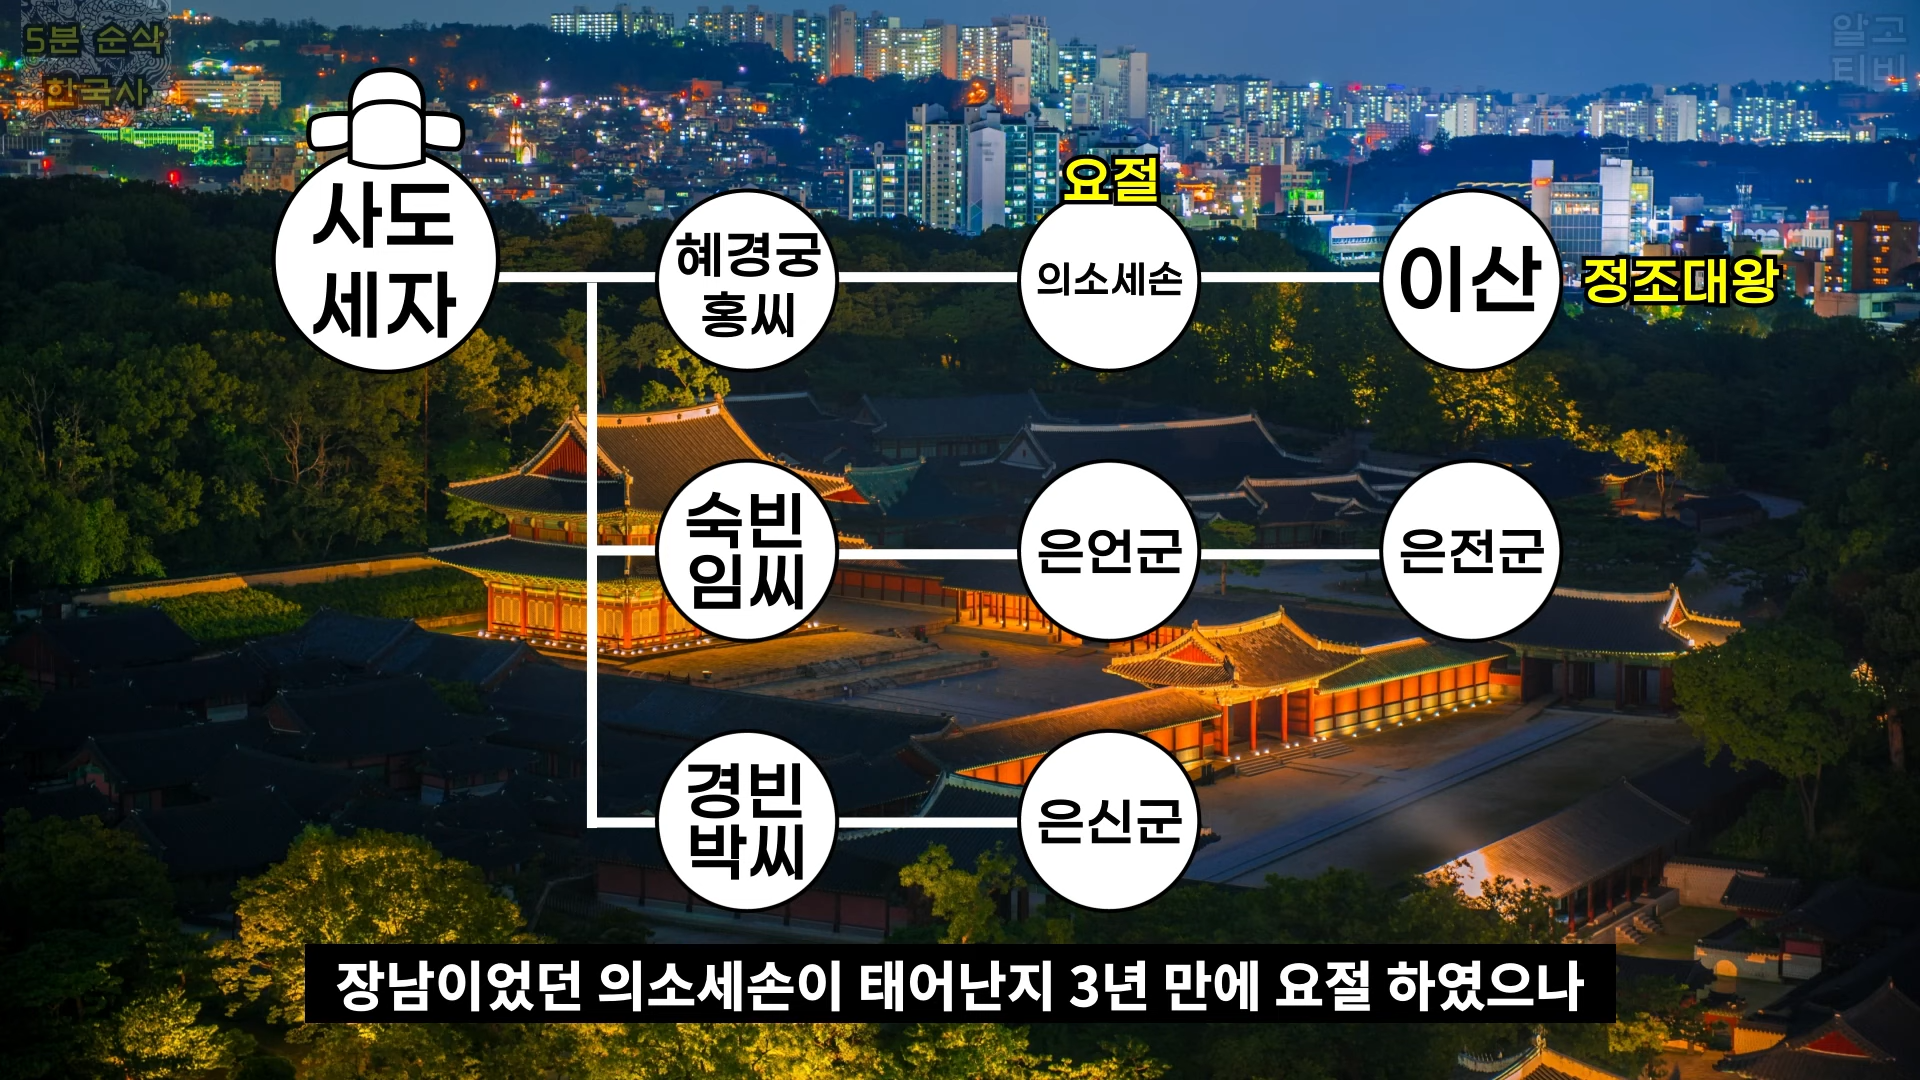 5분 순삭
한국사
알고
티비
사도
세자
혜경궁
홍씨
요절
의소세손
이산
정조대왕
숙빈
임씨
은언군
은전군
경빈
박씨
은신군
장남이었던 의소세손이 태어난지 3년 만에 요절 하였으나